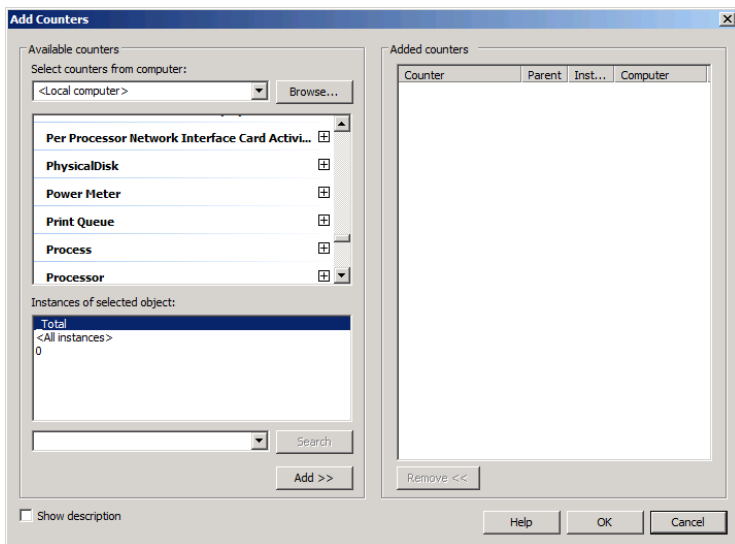 Add Counters
Available counters
Select counters from computer:
<Local computer>
Browse...
Per Processor Network Interface Card Activi...
PhysicalDisk
Power Meter
Print Queue
Process
Processor
Instances of selected object:
_Total
<All instances>
0
Search
Add >>
Show description
Added counters
Counter Parent Inst... Computer
Remove <<
Help OK Cancel